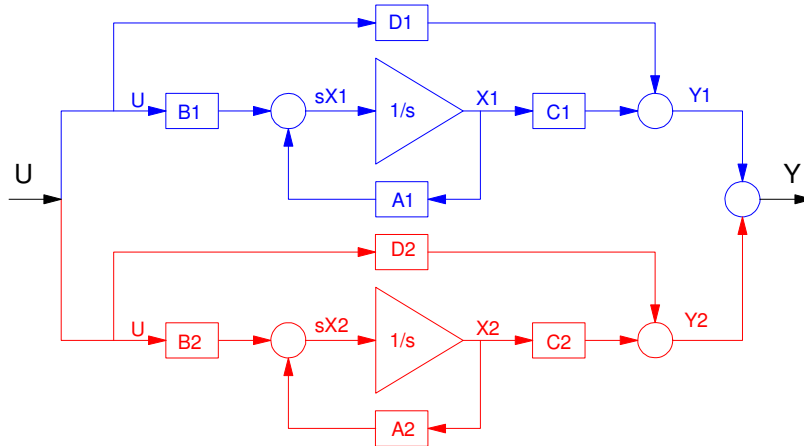 D1
U B1 sX1 1/s X1 C1 Y1
A1
U Y
D2
U B2 sX2 1/s X2 C2 Y2
A2